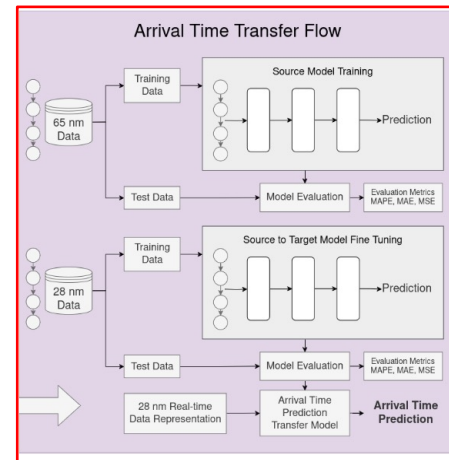 Arrival Time Transfer Flow
Training
Data
Source Model Training
65 nm
Data
Prediction
Test Data
Model Evaluation
Evaluation Metrics
MAPE, MAE, MSE
Training
Data
Source to Target Model Fine Tuning
28 nm
Data
Prediction
Test Data
Model Evaluation
Evaluation Metrics
MAPE, MAE, MSE
28 nm Real-time
Data Representation
Arrival Time
Prediction
Transfer Model
Arrival Time
Prediction